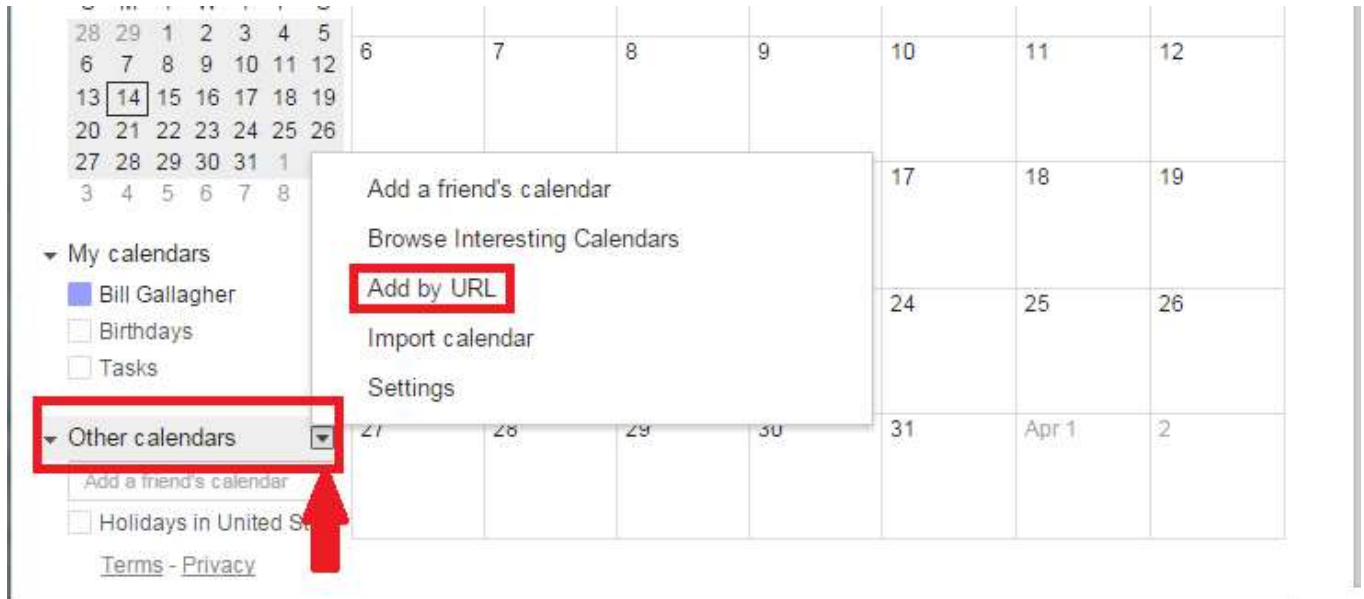 28 29 1 2 3 4 5
6 7 8 9 10 11 12
13 14 15 16 17 18 19
20 21 22 23 24 25 26
27 28 29 30 31 1
3 4 5 6 7 8
My calendars
Bill Gallagher
Birthdays
Tasks
Other calendars
Add a friend's calendar
Holidays in United
Terms - Privacy
Add a friend's calendar
Browse Interesting Calendars
Add by URL
Import calendar
Settings
6 7 8 9 10 11 12
17 18 19
24 25 26
27 28 29 30 31 Apr 1 2